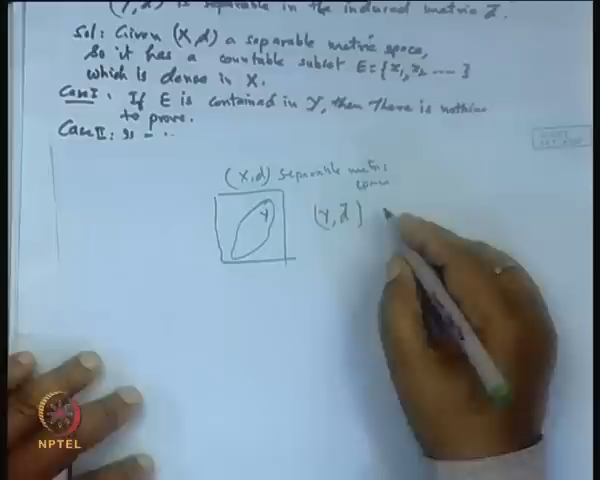 (Y, d̃) is separable in the induced metric d̃.
Sol: Given (X, d) a separable metric space,
So it has a countable subset E = {x₁, x₂, ----}
which is dense in X.
Case I. If E is contained in Y, then there is nothing
to prove.
Case II:
(X, d) separable metric
space
Y
(Y, d̃)
NPTEL